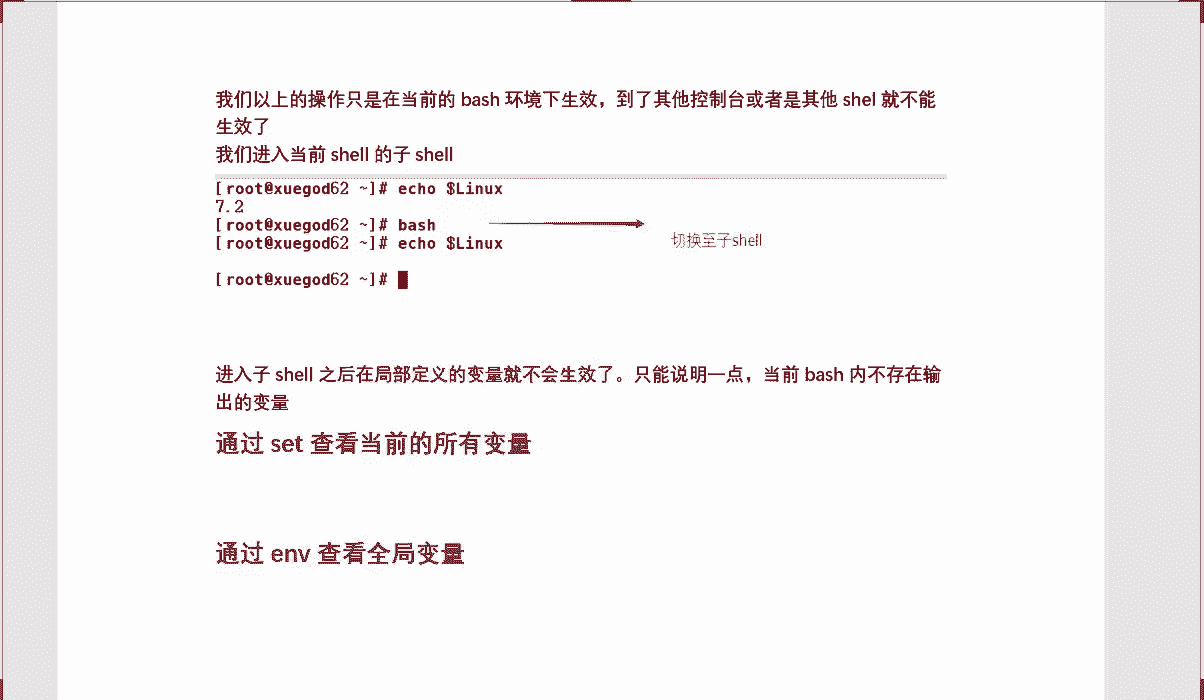 我们以上的操作只是在当前的 bash 环境下生效，到了其他控制台或者是其他 shel 就不能
生效了
我们进入当前 shell 的子 shell
[root@xuegod62 ~]# echo $Linux
7.2
[root@xuegod62 ~]# bash
[root@xuegod62 ~]# echo $Linux
切换至子shell
[root@xuegod62 ~]#
进入子 shell 之后在局部定义的变量就不会生效了。只能说明一点，当前 bash 内不存在输
出的变量
通过 set 查看当前的所有变量
通过 env 查看全局变量